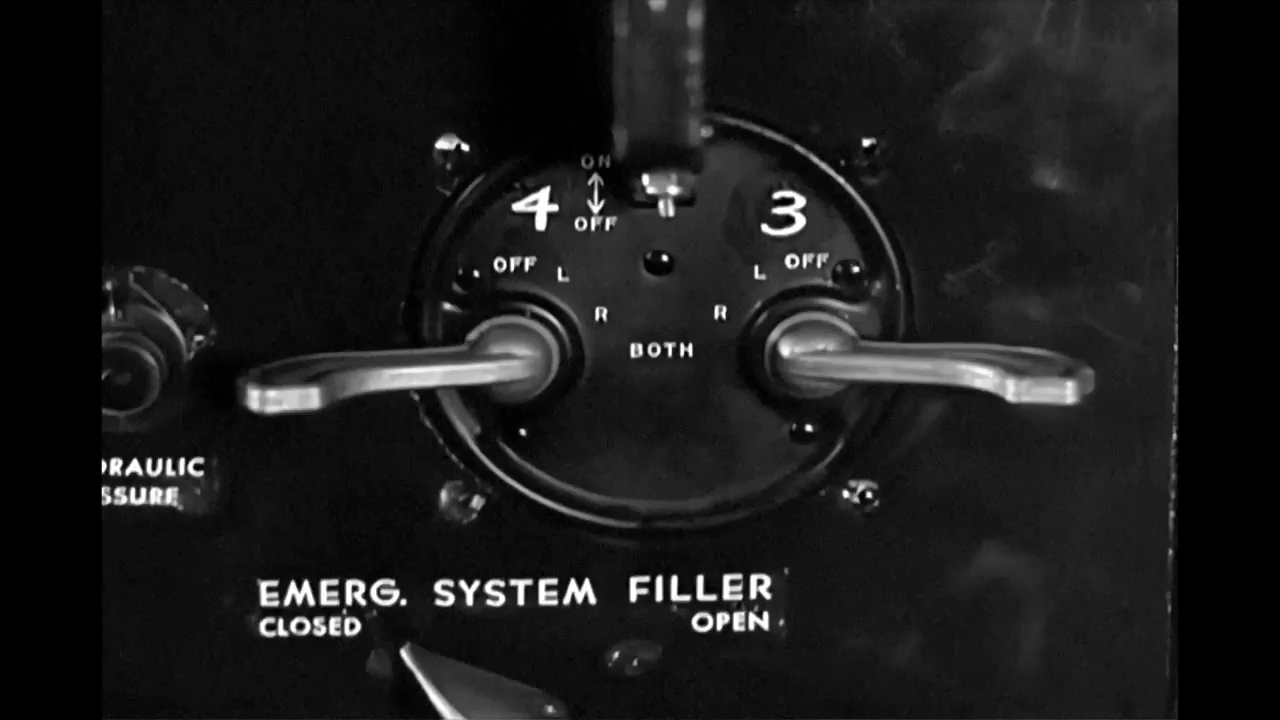 ON
4 3
OFF
OFF L L OFF
R R
BOTH
DRAULIC
SSURE
EMERG. SYSTEM FILLER
CLOSED OPEN